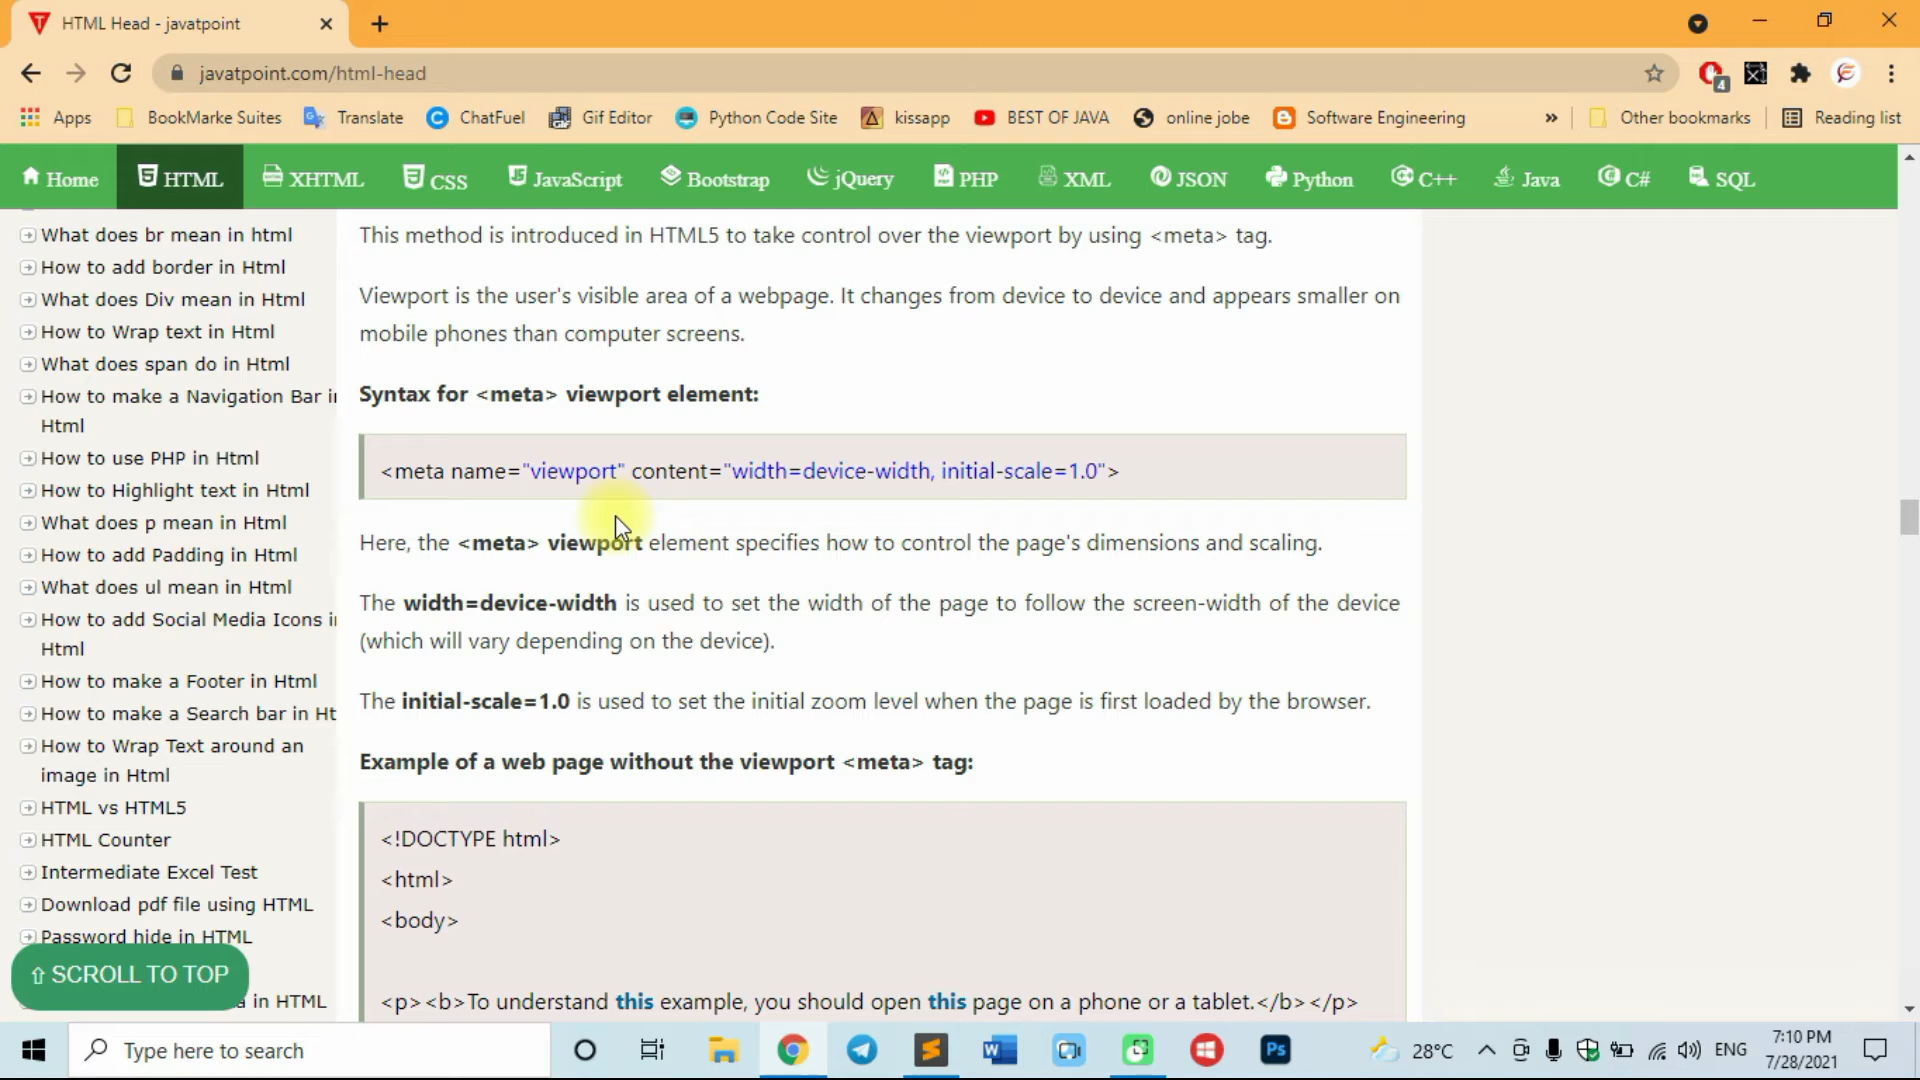 HTML Head - javatpoint
javatpoint.com/html-head
4
Apps BookMarke Suites Translate ChatFuel Gif Editor Python Code Site kissapp BEST OF JAVA online jobe Software Engineering » Other bookmarks Reading list
Home HTML XHTML CSS JavaScript Bootstrap jQuery PHP XML JSON Python C++ Java C# SQL
What does br mean in html
How to add border in Html
What does Div mean in Html
How to Wrap text in Html
What does span do in Html
How to make a Navigation Bar in
Html
How to use PHP in Html
How to Highlight text in Html
What does p mean in Html
How to add Padding in Html
What does ul mean in Html
How to add Social Media Icons in
Html
How to make a Footer in Html
How to make a Search bar in Ht
How to Wrap Text around an
image in Html
HTML vs HTML5
HTML Counter
Intermediate Excel Test
Download pdf file using HTML
Password hide in HTML
in HTML
⇧ SCROLL TO TOP
This method is introduced in HTML5 to take control over the viewport by using <meta> tag.
Viewport is the user's visible area of a webpage. It changes from device to device and appears smaller on
mobile phones than computer screens.
Syntax for <meta> viewport element:
<meta name="viewport" content="width=device-width, initial-scale=1.0">
Here, the <meta> viewport element specifies how to control the page's dimensions and scaling.
The width=device-width is used to set the width of the page to follow the screen-width of the device
(which will vary depending on the device).
The initial-scale=1.0 is used to set the initial zoom level when the page is first loaded by the browser.
Example of a web page without the viewport <meta> tag:
<!DOCTYPE html>
<html>
<body>
<p><b>To understand this example, you should open this page on a phone or a tablet.</b></p>
Type here to search
W
Ps
28°C
ENG
7:10 PM
7/28/2021